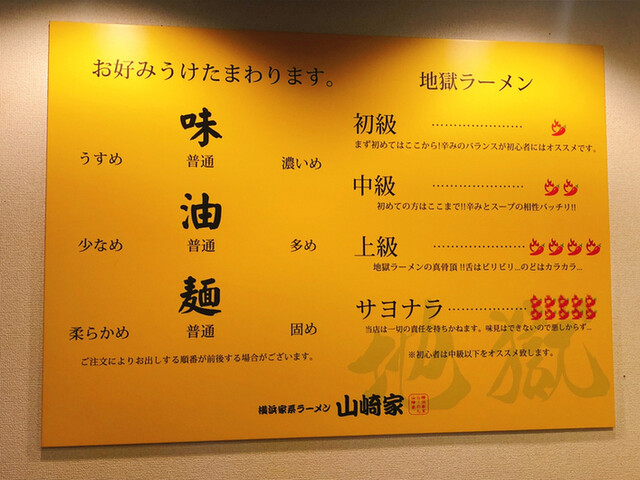 お好みうけたまわります。
味
うすめ 普通 濃いめ
油
少なめ 普通 多め
麺
柔らかめ 普通 固め
ご注文によりお出しする順番が前後する場合がございます。
地獄ラーメン
初級 ……………………
まず初めてはここから!辛みのバランスが初心者にはオススメです。
中級 ……………………
初めての方はここまで!!辛みとスープの相性バッチリ!!
上級 ……………………
地獄ラーメンの真骨頂!!舌はビリビリ...のどはカラカラ...
サヨナラ …………………
当店は一切の責任を持ちかねます。味見はできないので悪しからず...
※初心者は中級以下をオススメ致します。
地獄
横浜家系ラーメン 山崎家